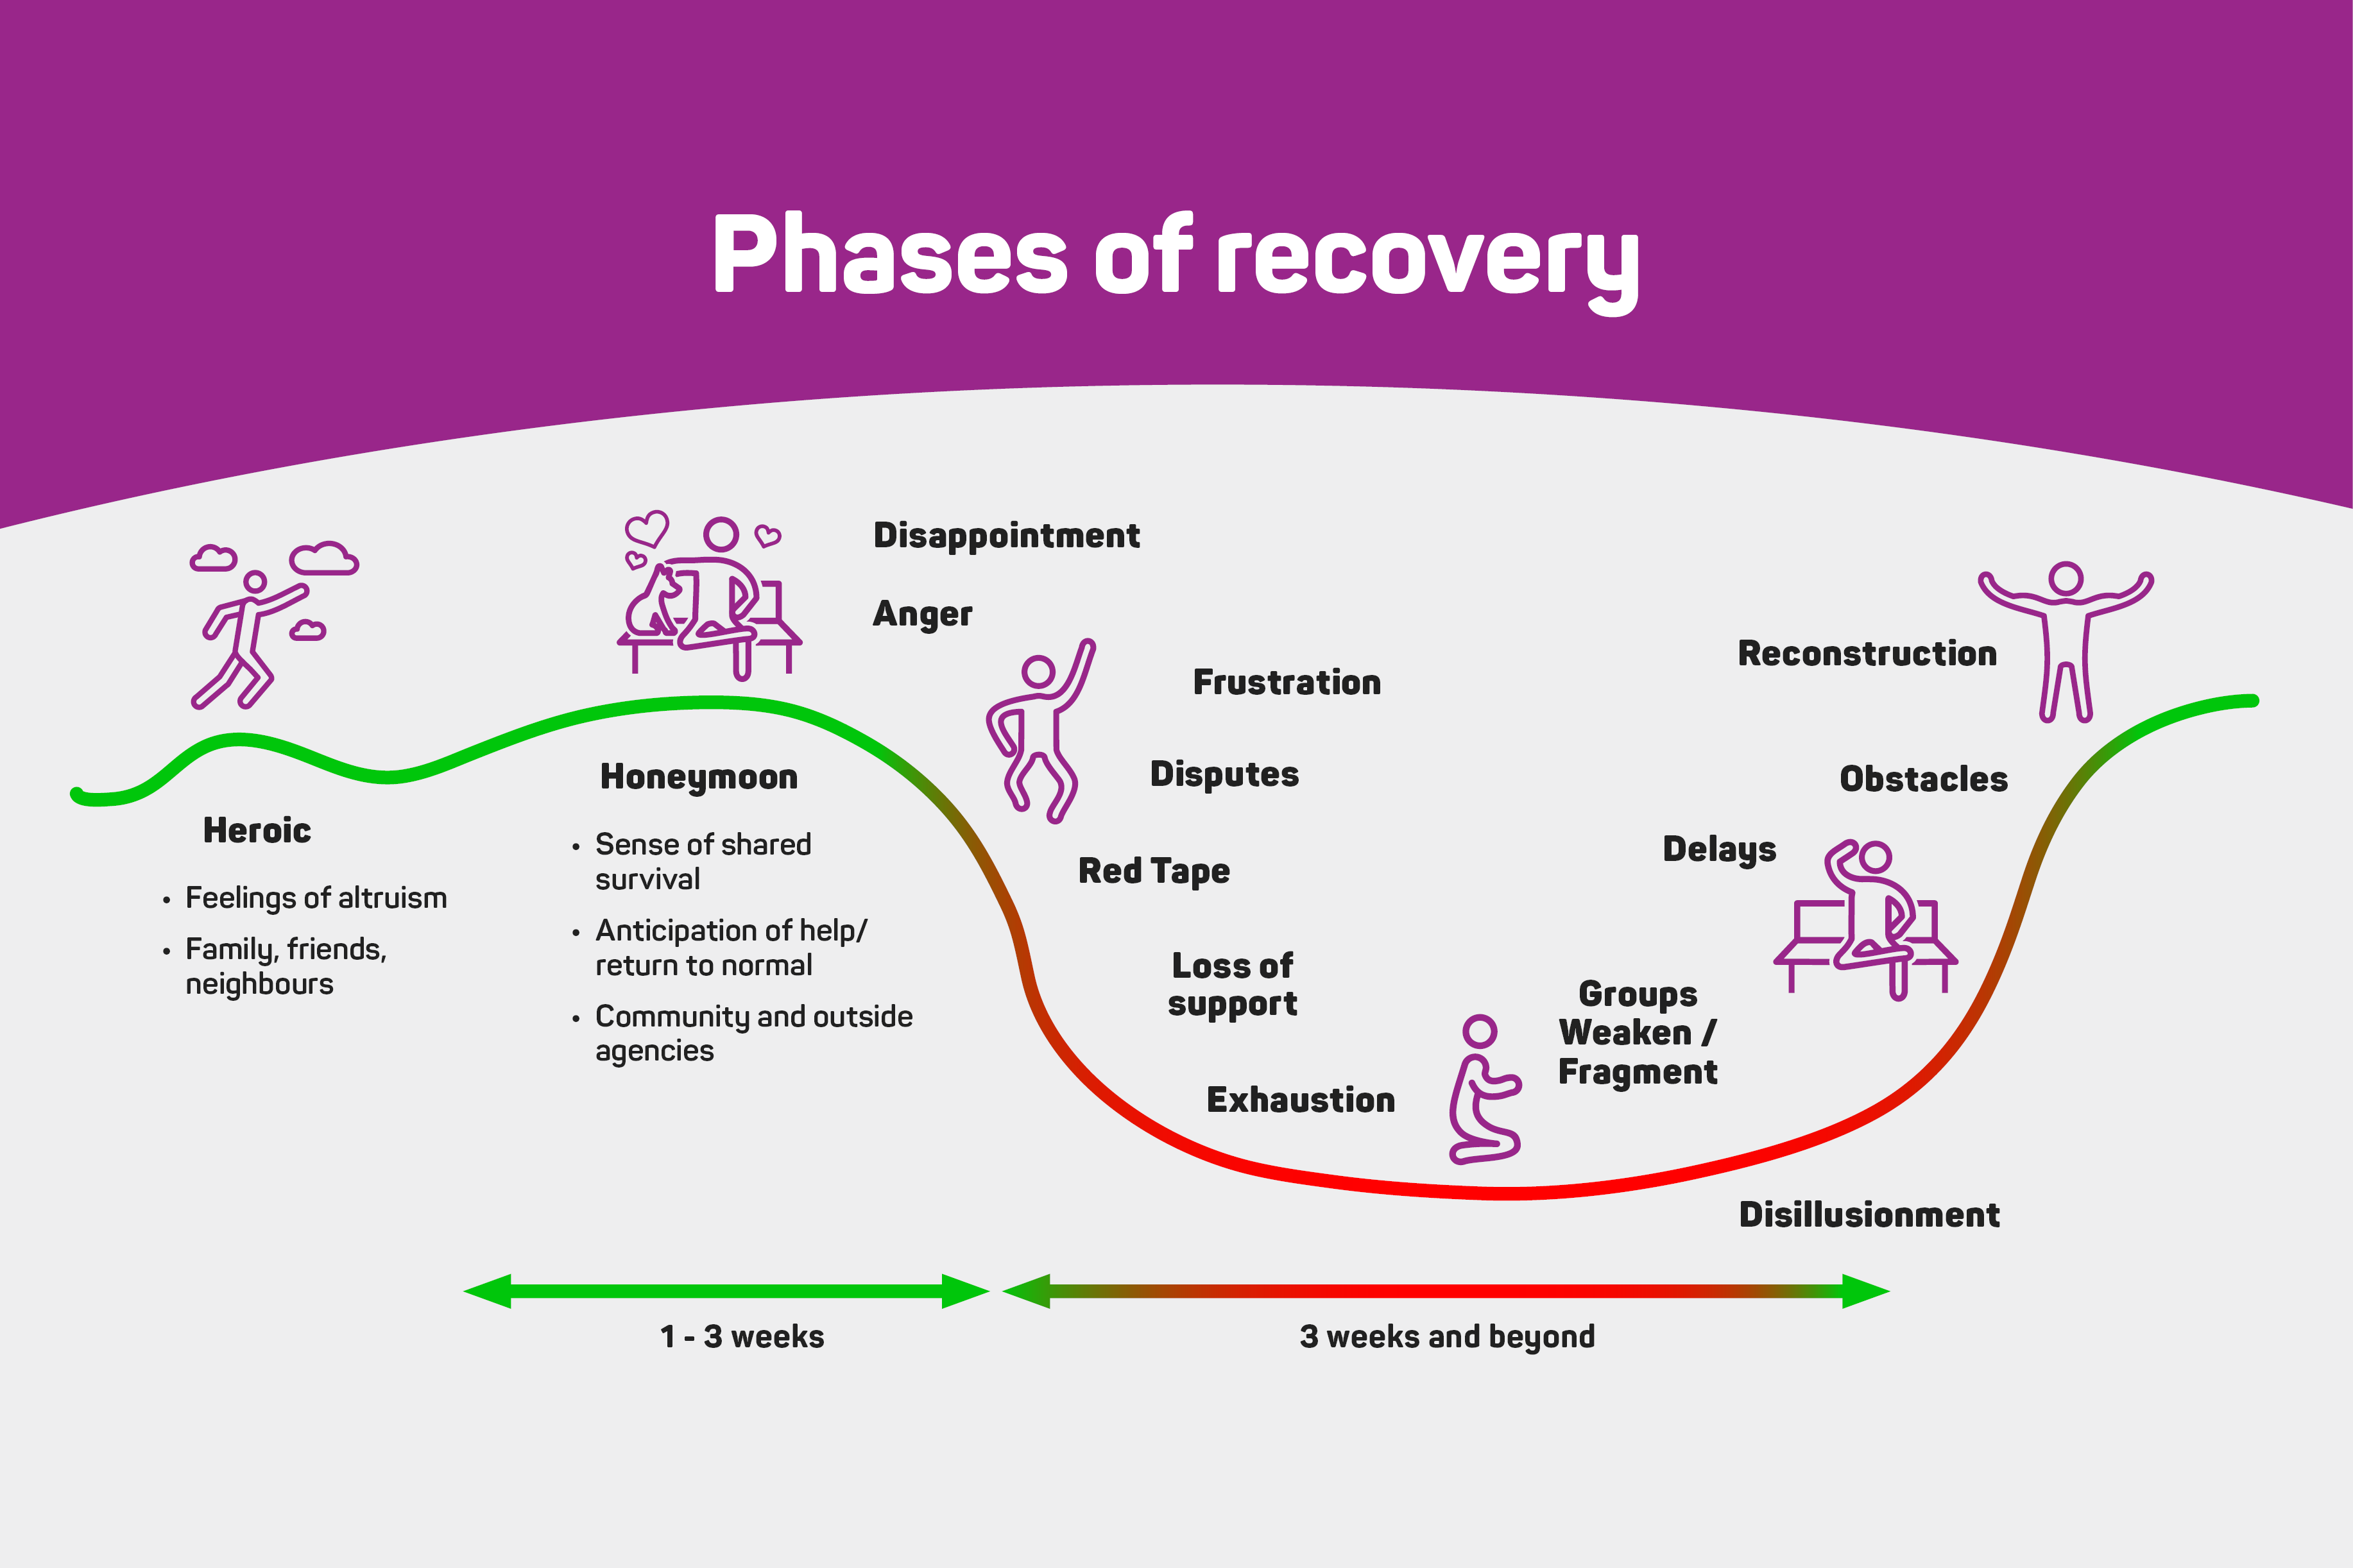 Phases of recovery
Heroic
• Feelings of altruism
• Family, friends,
neighbours
Honeymoon
• Sense of shared
survival
• Anticipation of help/
return to normal
• Community and outside
agencies
Disappointment
Anger
Frustration
Disputes
Red Tape
Loss of
support
Exhaustion
Groups
Weaken /
Fragment
Delays
Obstacles
Reconstruction
Disillusionment
1 - 3 weeks
3 weeks and beyond